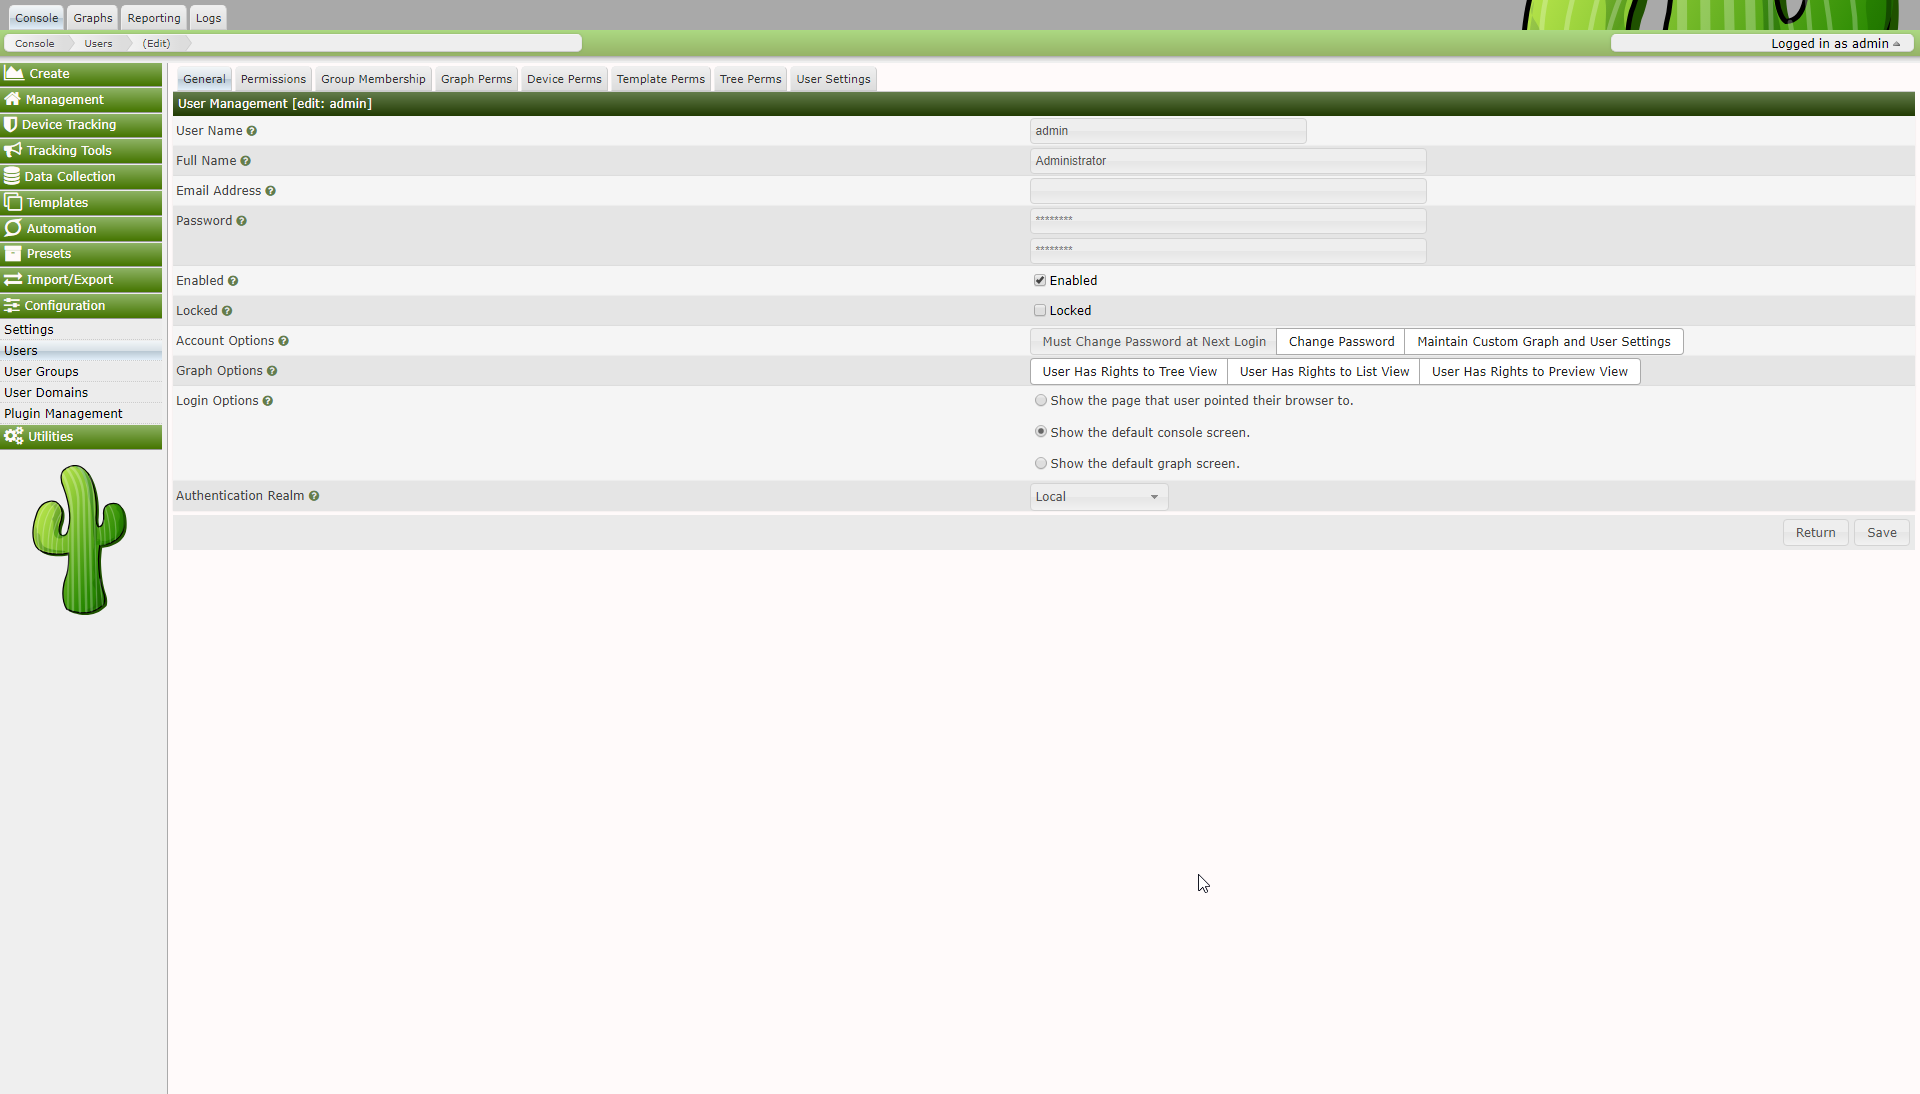 Console Graphs Reporting Logs
Console Users (Edit)
Logged in as admin
Create
Management
Device Tracking
Tracking Tools
Data Collection
Templates
Automation
Presets
Import/Export
Configuration
Settings
Users
User Groups
User Domains
Plugin Management
Utilities
General Permissions Group Membership Graph Perms Device Perms Template Perms Tree Perms User Settings
User Management [edit: admin]
User Name admin
Full Name Administrator
Email Address
Password ********
********
Enabled Enabled
Locked Locked
Account Options Must Change Password at Next Login Change Password Maintain Custom Graph and User Settings
Graph Options User Has Rights to Tree View User Has Rights to List View User Has Rights to Preview View
Login Options Show the page that user pointed their browser to.
Show the default console screen.
Show the default graph screen.
Authentication Realm Local
Return Save